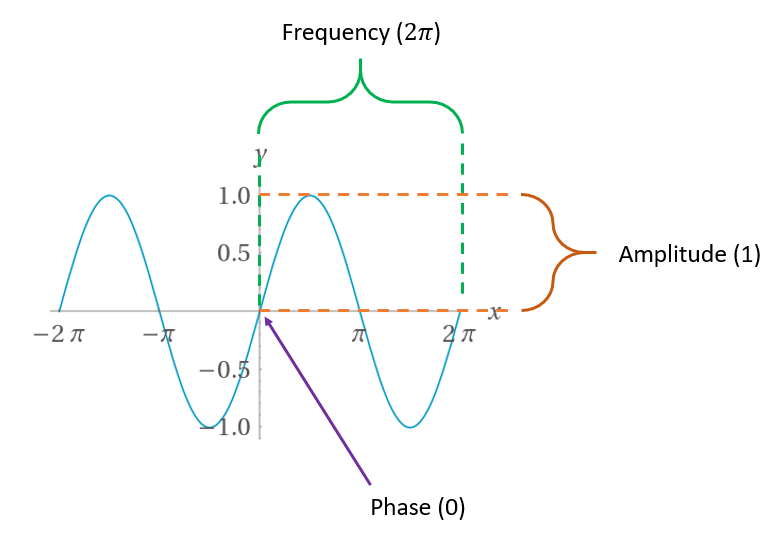 Frequency (2π)
y
1.0
0.5
Amplitude (1)
x
−2 π
−π
π
2 π
−0.5
−1.0
Phase (0)